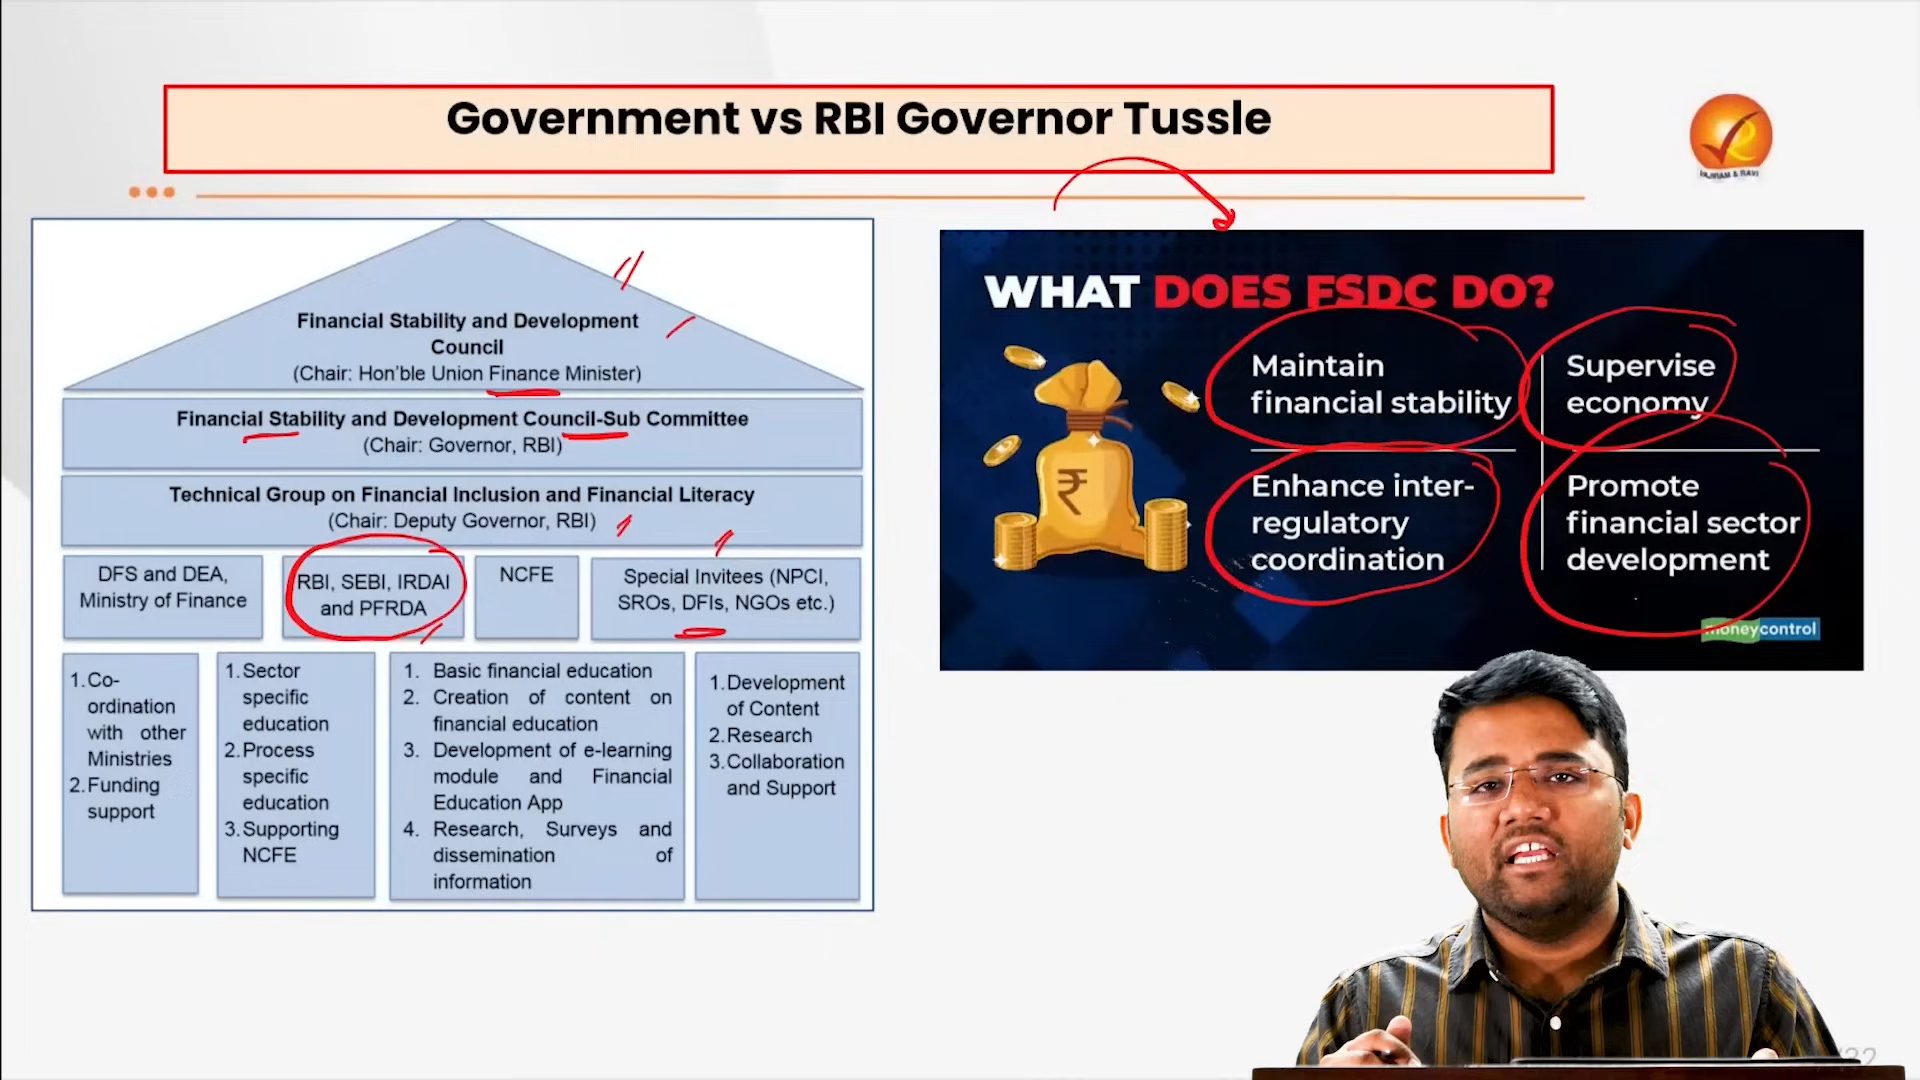 Government vs RBI Governor Tussle
VAJIRAM & RAVI
Financial Stability and Development
Council
(Chair: Hon'ble Union Finance Minister)
Financial Stability and Development Council-Sub Committee
(Chair: Governor, RBI)
Technical Group on Financial Inclusion and Financial Literacy
(Chair: Deputy Governor, RBI)
DFS and DEA,
Ministry of Finance
RBI, SEBI, IRDAI
and PFRDA
NCFE
Special Invitees (NPCI,
SROs, DFIs, NGOs etc.)
1. Co-
ordination
with other
Ministries
2. Funding
support
1. Sector
specific
education
2. Process
specific
education
3. Supporting
NCFE
1. Basic financial education
2. Creation of content on
financial education
3. Development of e-learning
module and Financial
Education App
4. Research, Surveys and
dissemination of
information
1. Development
of Content
2. Research
3. Collaboration
and Support
WHAT DOES FSDC DO?
Maintain
financial stability
Supervise
economy
Enhance inter-
regulatory
coordination
Promote
financial sector
development
₹
moneycontrol